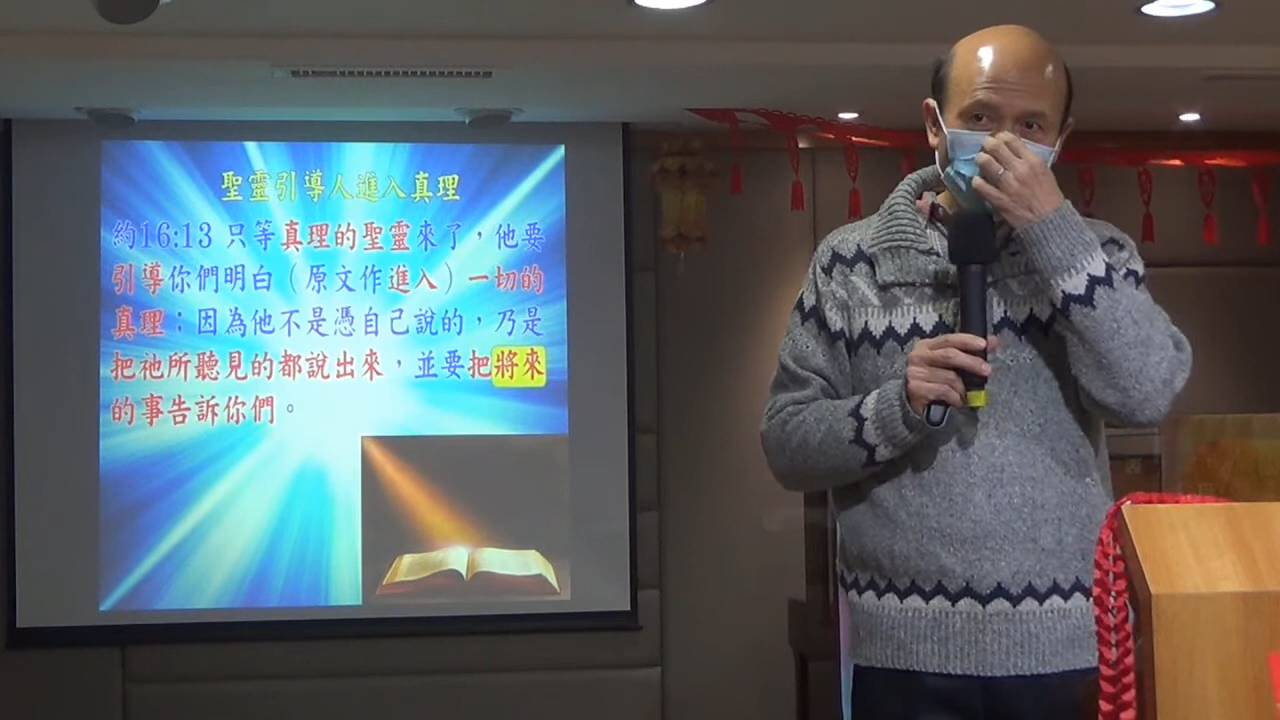 聖靈引導人進入真理
約16:13 只等真理的聖靈來了，他要
引導你們明白（原文作進入）一切的
真理；因為他不是憑自己說的，乃是
把祂所聽見的都說出來，並要把將來
的事告訴你們。